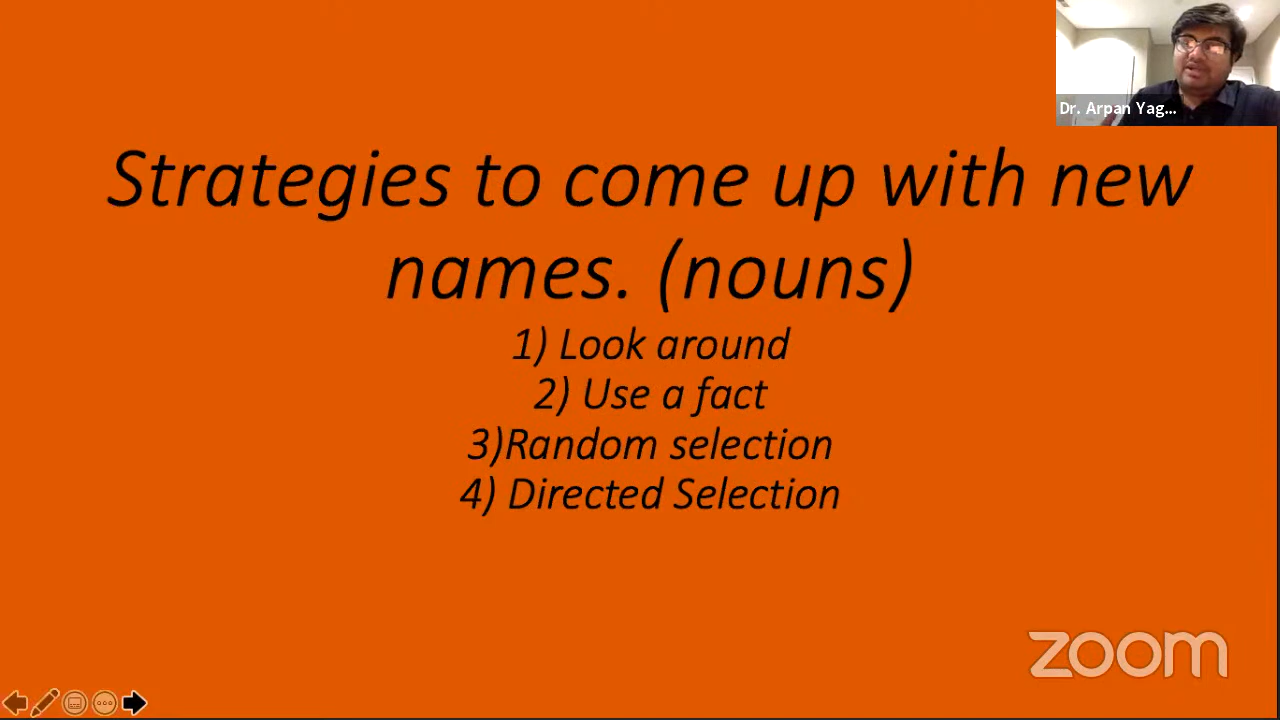 Dr. Arpan Yag...
Strategies to come up with new
names. (nouns)
1) Look around
2) Use a fact
3)Random selection
4) Directed Selection
zoom